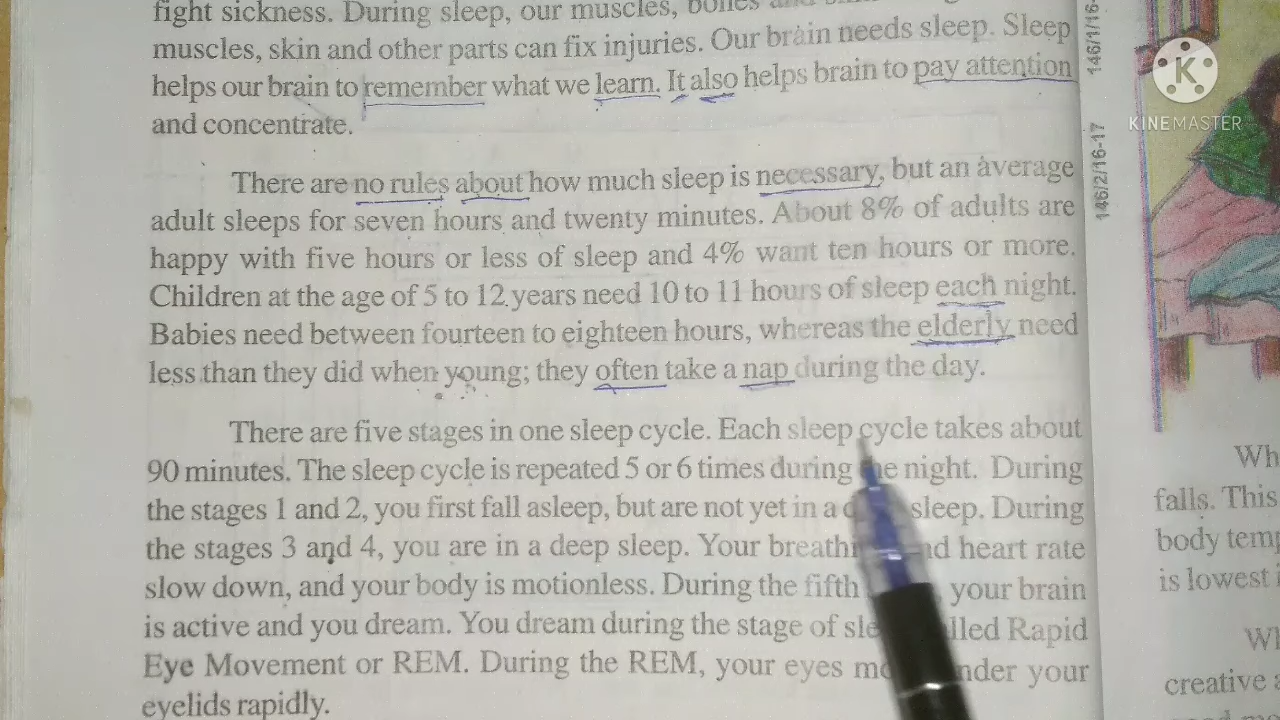 fight sickness. During sleep, our muscles, bones and
muscles, skin and other parts can fix injuries. Our brain needs sleep. Sleep
helps our brain to remember what we learn. It also helps brain to pay attention
and concentrate.
There are no rules about how much sleep is necessary, but an average
adult sleeps for seven hours and twenty minutes. About 8% of adults are
happy with five hours or less of sleep and 4% want ten hours or more.
Children at the age of 5 to 12 years need 10 to 11 hours of sleep each night.
Babies need between fourteen to eighteen hours, whereas the elderly need
less than they did when young; they often take a nap during the day.
There are five stages in one sleep cycle. Each sleep cycle takes about
90 minutes. The sleep cycle is repeated 5 or 6 times during the night. During
the stages 1 and 2, you first fall asleep, but are not yet in a sleep. During
the stages 3 and 4, you are in a deep sleep. Your heart rate
slow down, and your body is motionless. During the fifth your brain
is active and you dream. You dream during the stage of Rapid
Eye Movement or REM. During the REM, your eyes your
eyelids rapidly.
146/1/16-
146/2/16-17
K
KINEMASTER
Wh
falls. This
body temp
is lowest
Wh
creative a